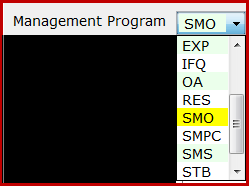 Management Program SMO
EXP
IFQ
OA
RES
SMO
SMPC
SMS
STB